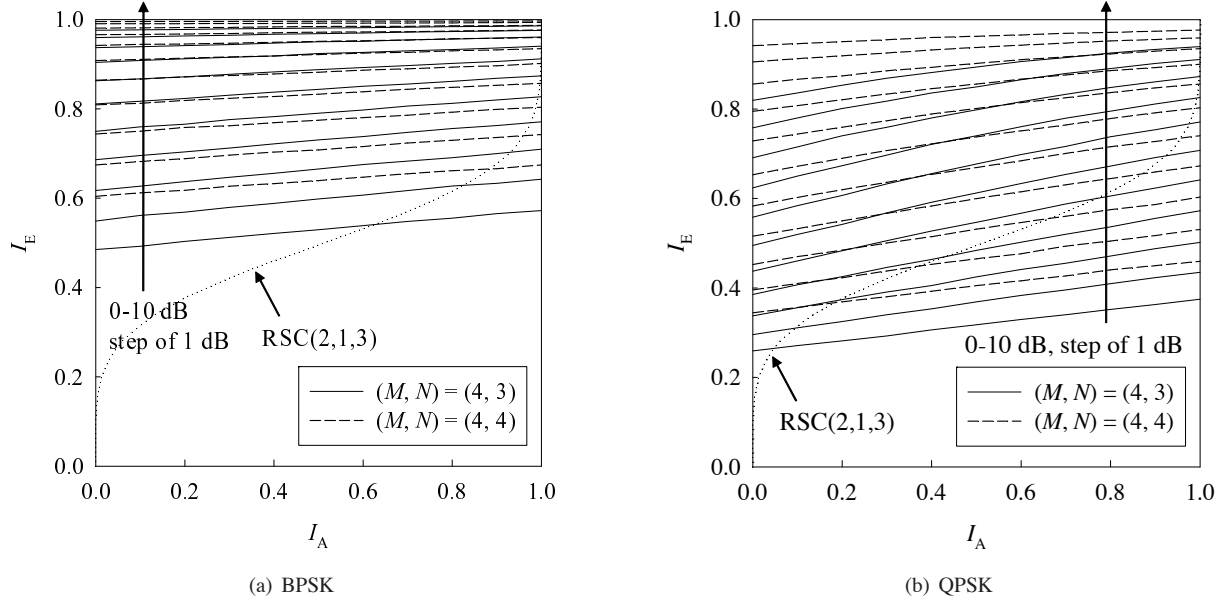 1.0
0.8
0.6
0.4
0.2
0.0
I_E
0-10 dB
step of 1 dB
RSC(2,1,3)
(M, N) = (4, 3)
(M, N) = (4, 4)
0.0 0.2 0.4 0.6 0.8 1.0
I_A
(a) BPSK
1.0
0.8
0.6
0.4
0.2
0.0
I_E
0-10 dB, step of 1 dB
RSC(2,1,3)
(M, N) = (4, 3)
(M, N) = (4, 4)
0.0 0.2 0.4 0.6 0.8 1.0
I_A
(b) QPSK